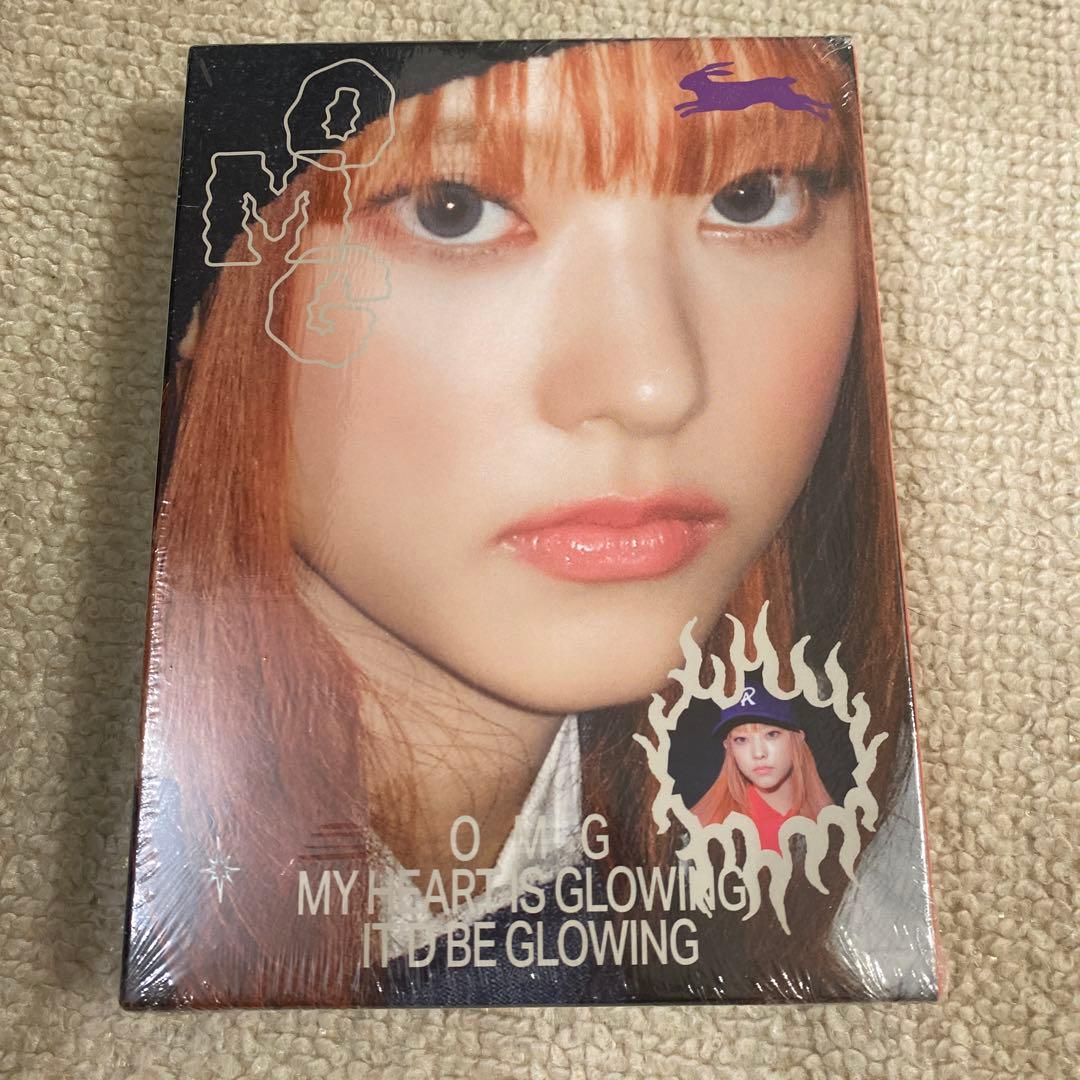 OMG
R
O M G
MY HEART IS GLOWING
IT'D BE GLOWING